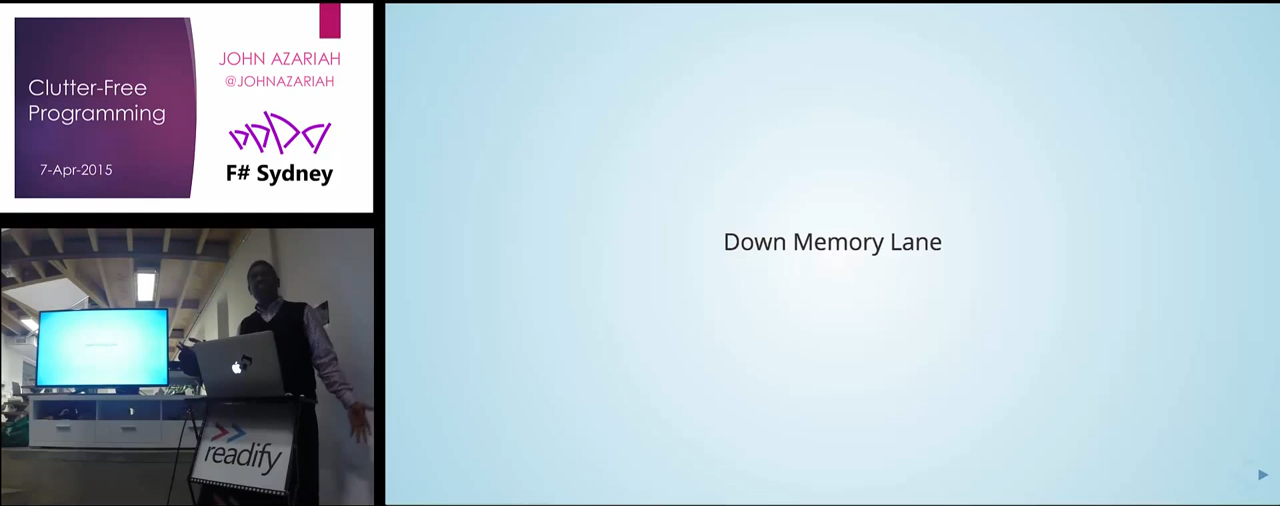 Clutter-Free
Programming
7-Apr-2015
JOHN AZARIAH
@JOHNAZARIAH
F# Sydney
readify
Down Memory Lane